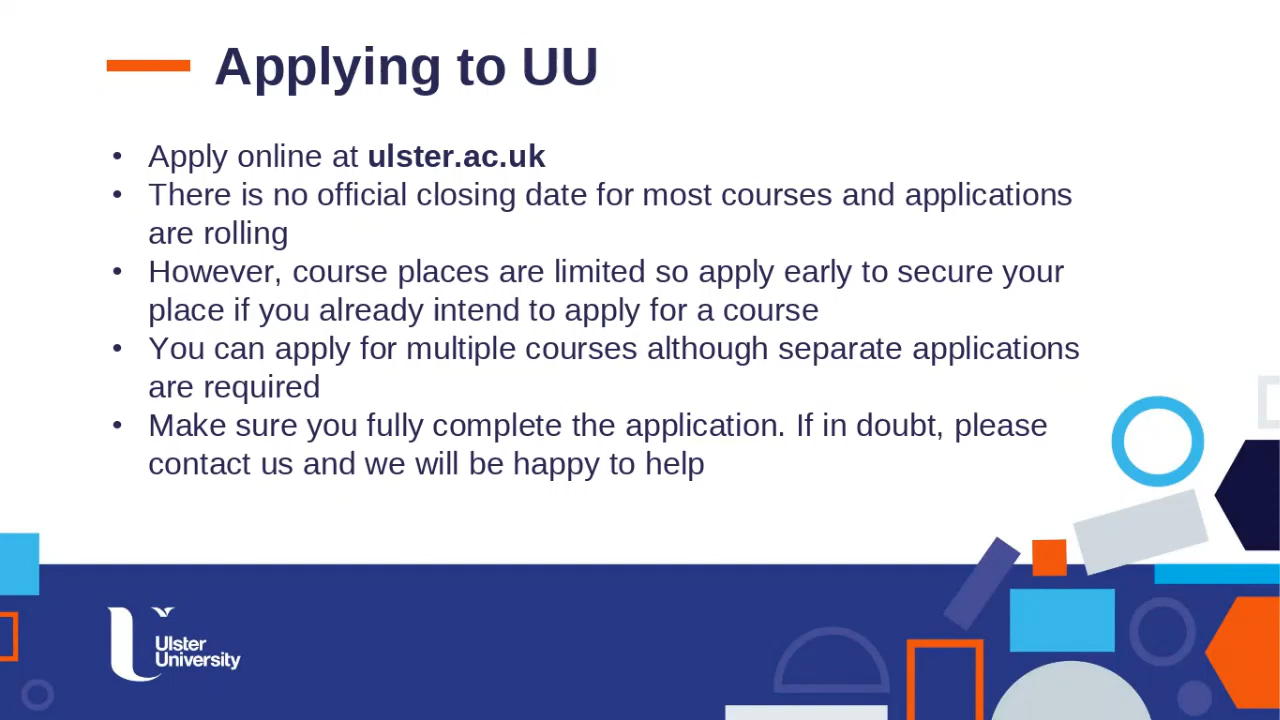 Applying to UU
• Apply online at ulster.ac.uk
• There is no official closing date for most courses and applications
are rolling
• However, course places are limited so apply early to secure your
place if you already intend to apply for a course
• You can apply for multiple courses although separate applications
are required
• Make sure you fully complete the application. If in doubt, please
contact us and we will be happy to help
Ulster
University